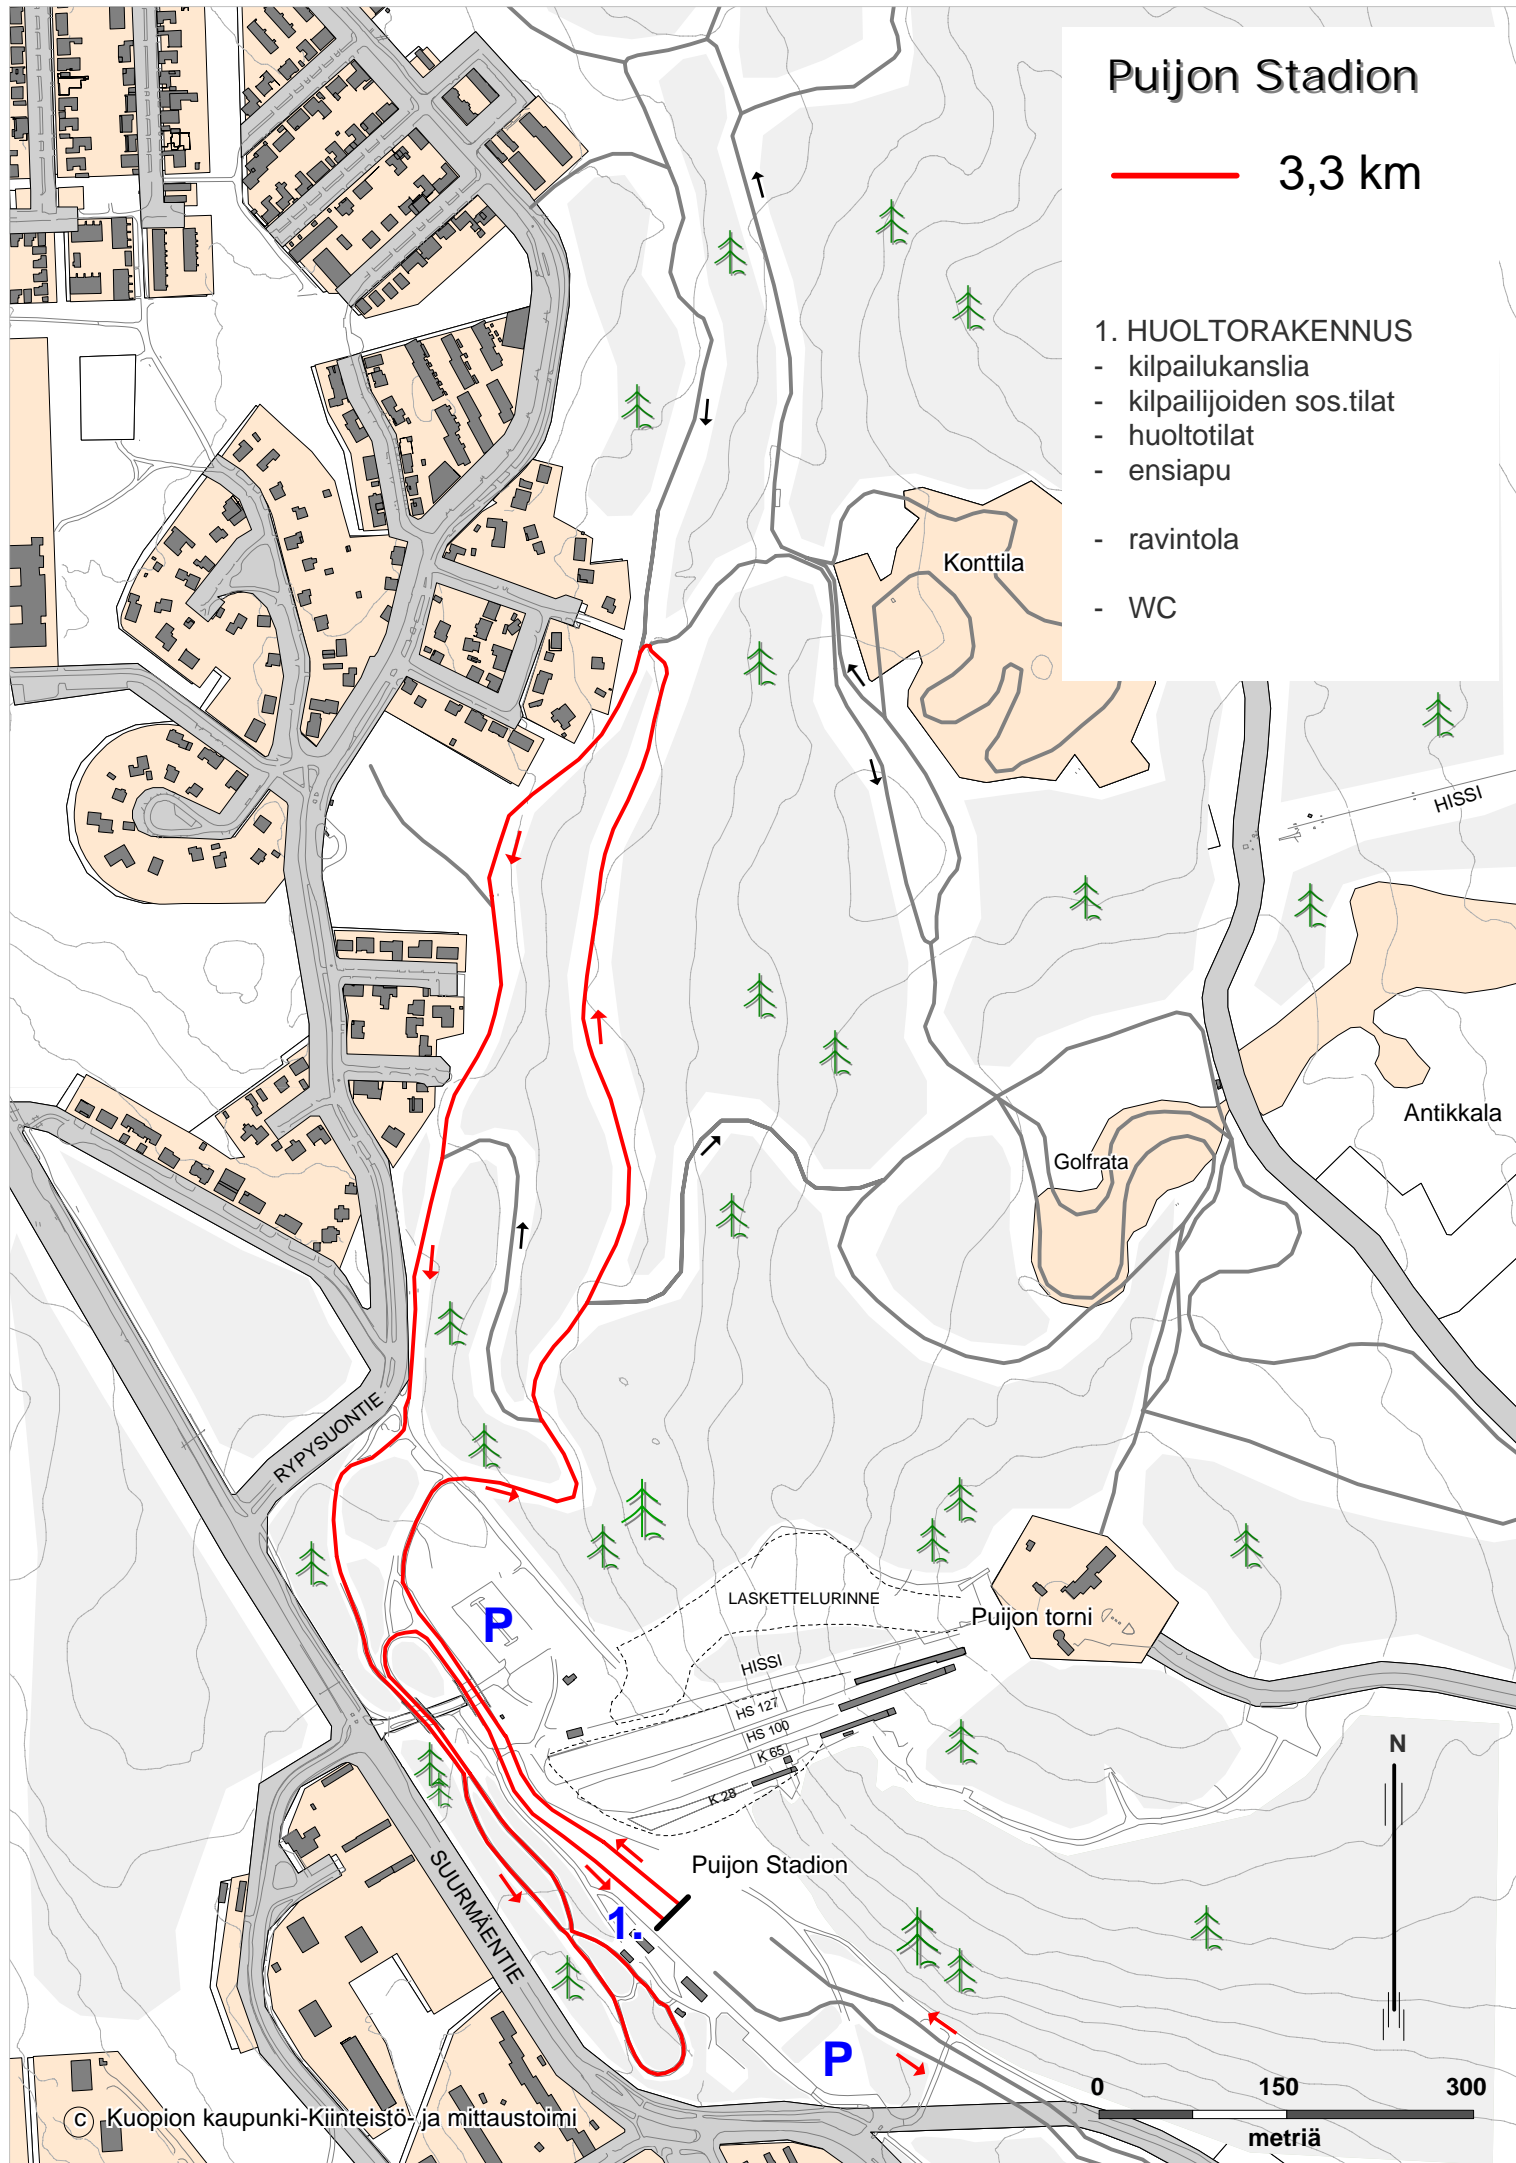 Puijon Stadion
3,3 km
1. HUOLTORAKENNUS
- kilpailukanslia
- kilpailijoiden sos.tilat
- huoltotilat
- ensiapu
- ravintola
- WC
Konttila
HISSI
Antikkala
Golfrata
RYPYSUONTIE
P
LASKETTELURINNE
Puijon torni
HISSI
HS 127
HS 100
K 65
K 28
N
SUURMÄENTIE
Puijon Stadion
1.
P
0 150 300
metriä
c Kuopion kaupunki-Kiinteistö- ja mittaustoimi